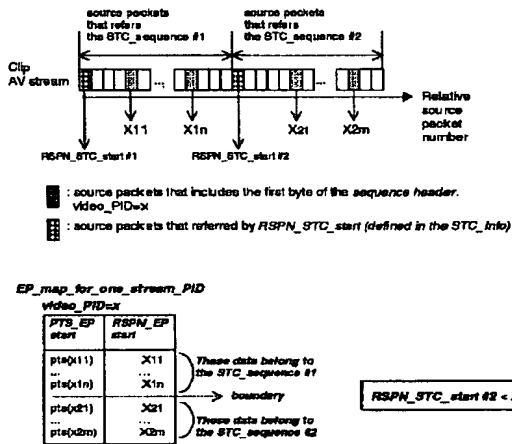 source packets
that refers
the STC_sequence #1
source packets
that refers
the STC_sequence #2
Clip
AV stream
...
...
Relative
source
packet
number
X11
X1n
X21
X2m
RSPN_STC_start #1
RSPN_STC_start #2
: source packets that includes the first byte of the sequence header.
video_PID=x
: source packets that referred by RSPN_STC_start (defined in the STC_Info)
EP_map_for_one_stream_PID
video_PID=x
PTS_EP start
RSPN_EP start
pts(x11) X11
... ...
pts(x1n) X1n
These data belong to
the STC_sequence #1
boundary
pts(x21) X21
... ...
pts(x2m) X2m
These data belong to
the STC_sequence #2
RSPN_STC_start #2 <